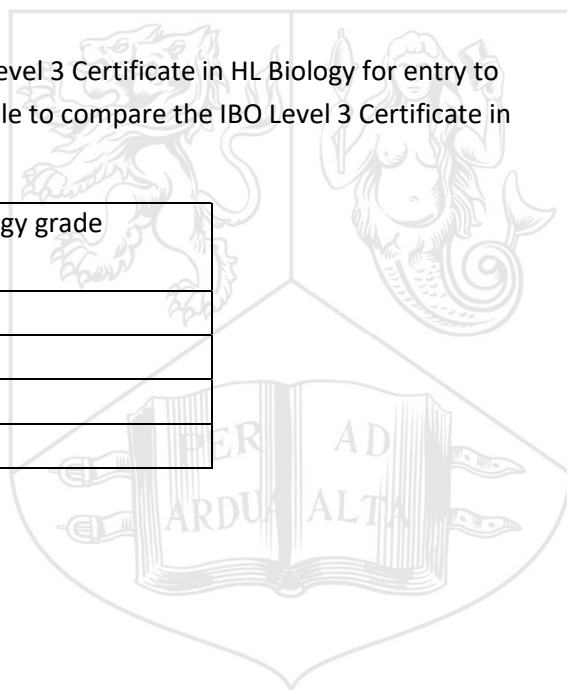 evel 3 Certificate in HL Biology for entry to
le to compare the IBO Level 3 Certificate in
gy grade
PER AD
ARDUA ALTA